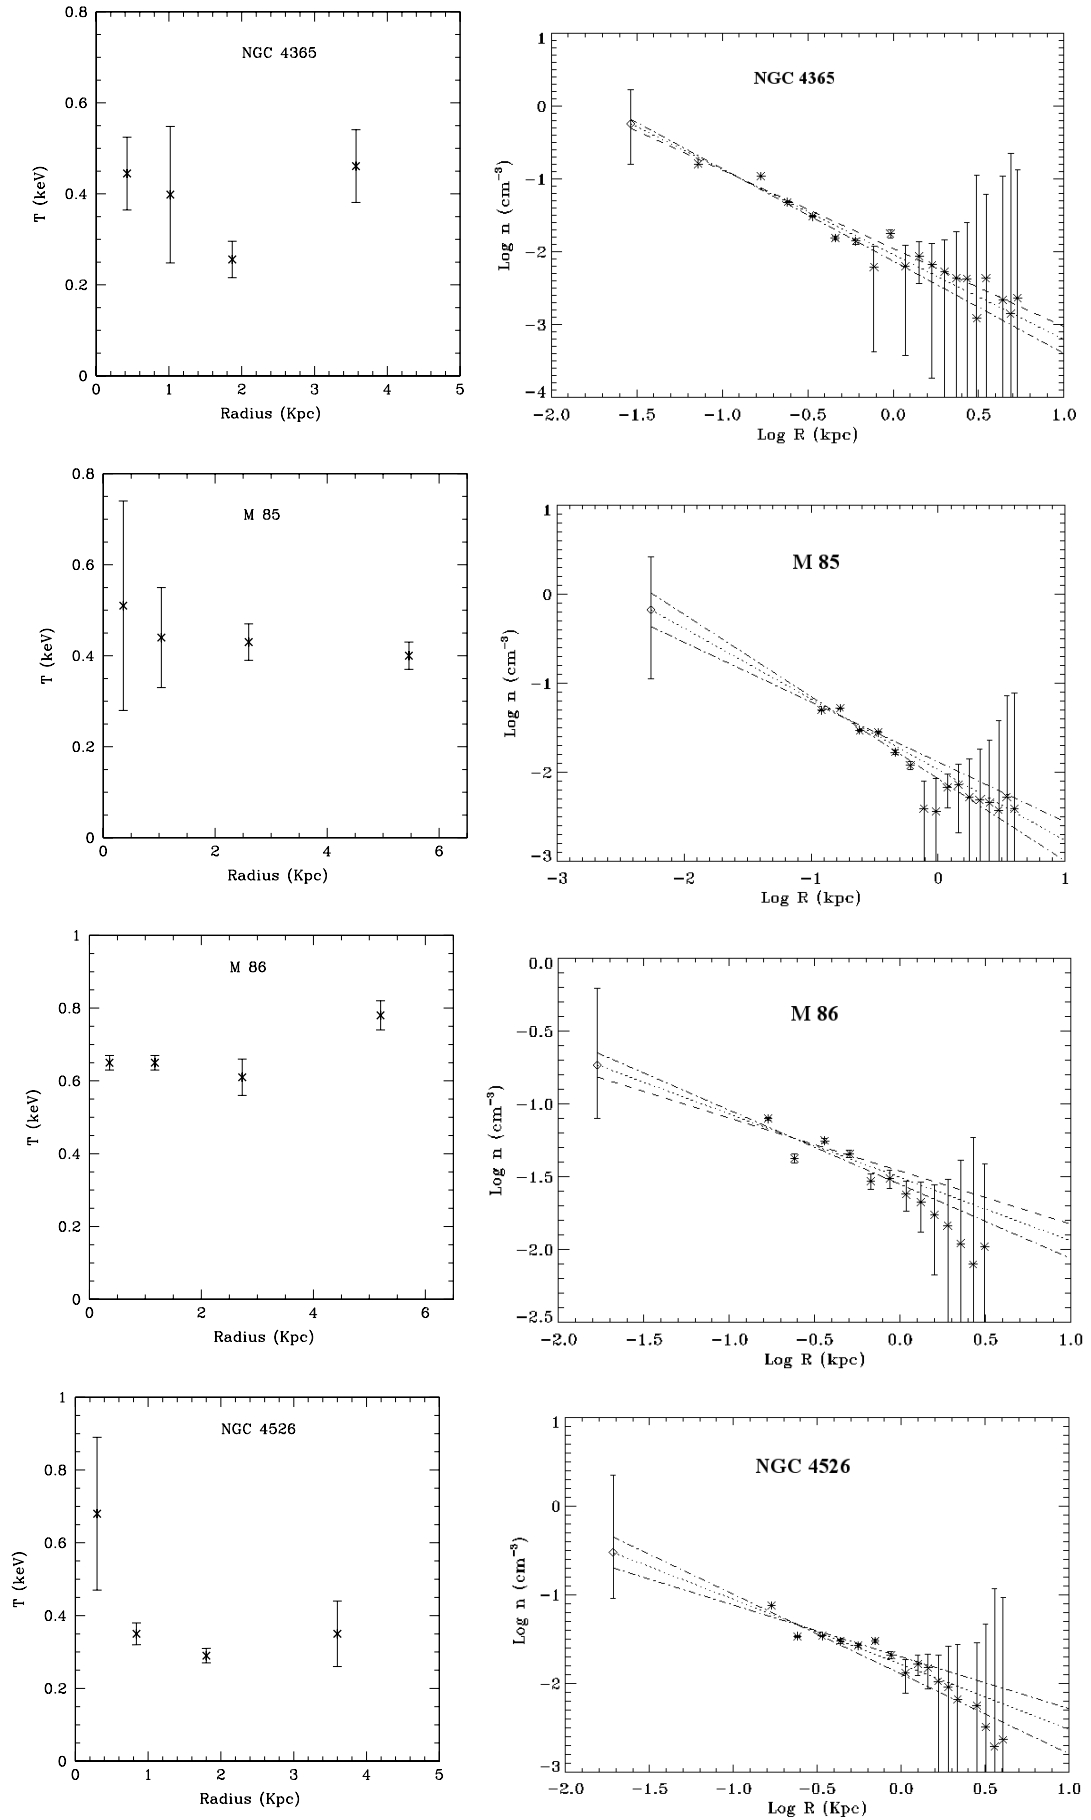 NGC 4365
0.8
0.6
0.4
0.2
0
T (keV)
0 1 2 3 4 5
Radius (Kpc)
NGC 4365
1
0
−1
−2
−3
−4
Log n (cm⁻³)
−2.0 −1.5 −1.0 −0.5 0.0 0.5 1.0
Log R (kpc)
M 85
0.8
0.6
0.4
0.2
0
T (keV)
0 2 4 6
Radius (Kpc)
M 85
1
0
−1
−2
−3
Log n (cm⁻³)
−3 −2 −1 0 1
Log R (kpc)
M 86
1
0.8
0.6
0.4
0.2
0
T (keV)
0 2 4 6
Radius (Kpc)
M 86
0.0
−0.5
−1.0
−1.5
−2.0
−2.5
Log n (cm⁻³)
−2.0 −1.5 −1.0 −0.5 0.0 0.5 1.0
Log R (kpc)
NGC 4526
1
0.8
0.6
0.4
0.2
0
T (keV)
0 1 2 3 4 5
Radius (Kpc)
NGC 4526
1
0
−1
−2
−3
Log n (cm⁻³)
−2.0 −1.5 −1.0 −0.5 0.0 0.5 1.0
Log R (Kpc)